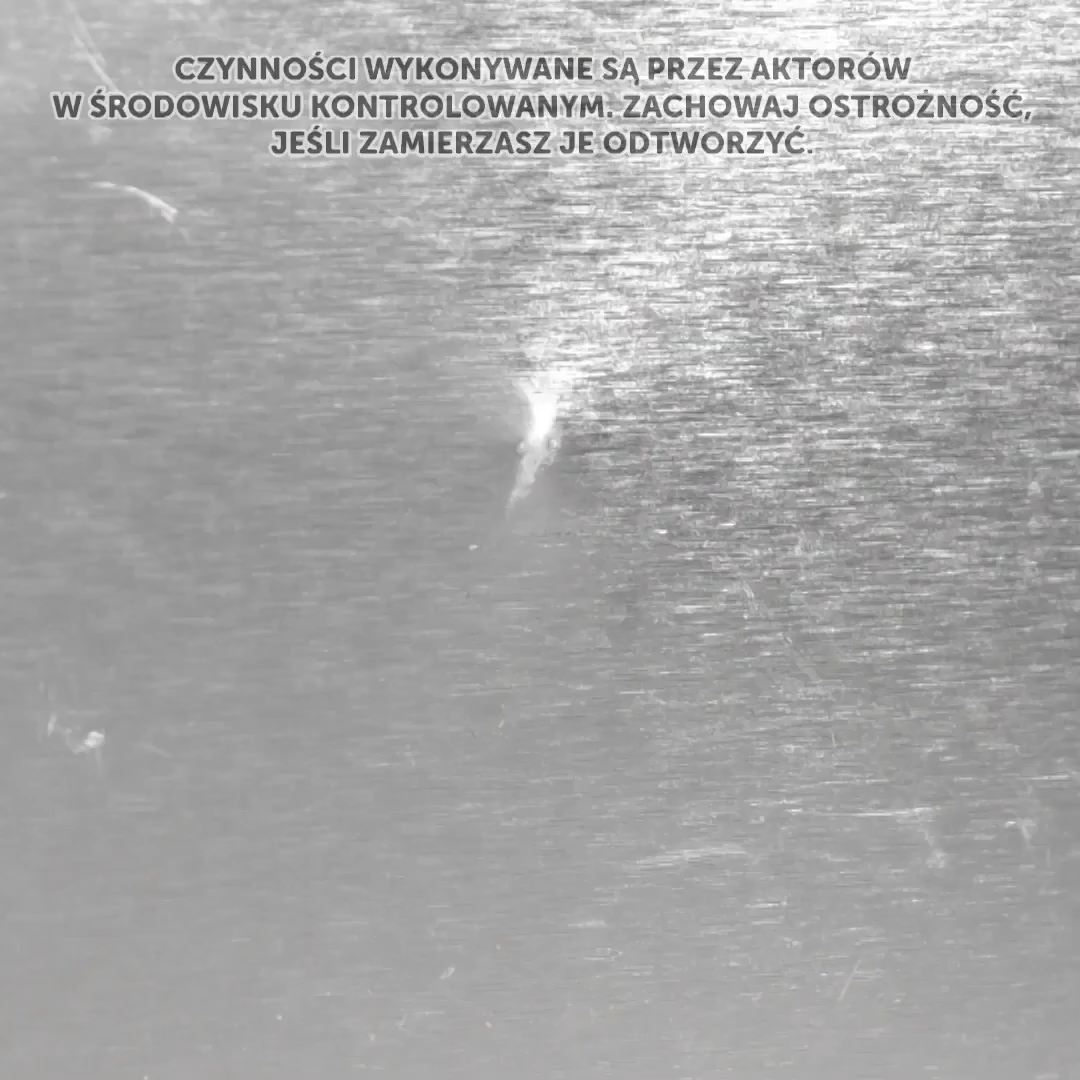 CZYNNOŚCI WYKONYWANE SĄ PRZEZ AKTORÓW
W ŚRODOWISKU KONTROLOWANYM. ZACHOWAJ OSTROŻNOŚĆ,
JEŚLI ZAMIERZASZ JE ODTWORZYĆ.